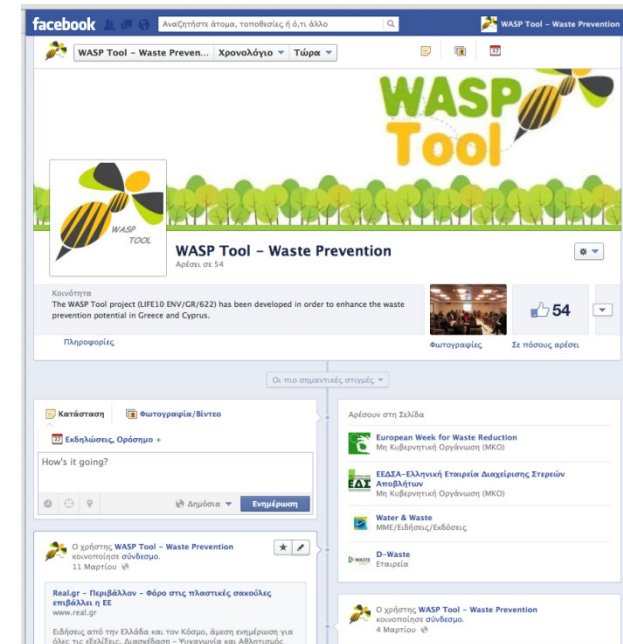 facebook
Αναζητήστε άτομα, τοποθεσίες ή ό,τι άλλο
WASP Tool – Waste Prevention
WASP Tool – Waste Preven... Χρονολόγιο Τώρα
WASP
Tool
WASP
TOOL
WASP Tool – Waste Prevention
Αρέσει σε 54
Κοινότητα
The WASP Tool project (LIFE10 ENV/GR/622) has been developed in order to enhance the waste
prevention potential in Greece and Cyprus.
54
Πληροφορίες
Φωτογραφίες
Σε πόσους αρέσει
Οι πιο σημαντικές στιγμές
Κατάσταση
Φωτογραφία/Βίντεο
Εκδηλώσεις, Ορόσημο +
How's it going?
Δημόσια
Ενημέρωση
Ο χρήστης WASP Tool – Waste Prevention
κοινοποίησε σύνδεσμο.
11 Μαρτίου
Real.gr – Περιβάλλον – Φόρο στις πλαστικές σακούλες
επιβάλλει η ΕΕ
www.real.gr
Ειδήσεις από την Ελλάδα και τον Κόσμο, άμεση ενημέρωση για
όλες τις εξελίξεις. Διασκέδαση – Ψυχαγωγία και Αθλητισμός
Αρέσουν στη Σελίδα
European Week for Waste Reduction
Μη Κυβερνητική Οργάνωση (ΜΚΟ)
ΕΕΔΣΑ–Ελληνική Εταιρεία Διαχείρισης Στερεών
Αποβλήτων
Μη Κυβερνητική Οργάνωση (ΜΚΟ)
Water & Waste
ΜΜΕ/Ειδήσεις/Εκδόσεις
D–Waste
Εταιρεία
Ο χρήστης WASP Tool – Waste Prevention
κοινοποίησε σύνδεσμο.
4 Μαρτίου